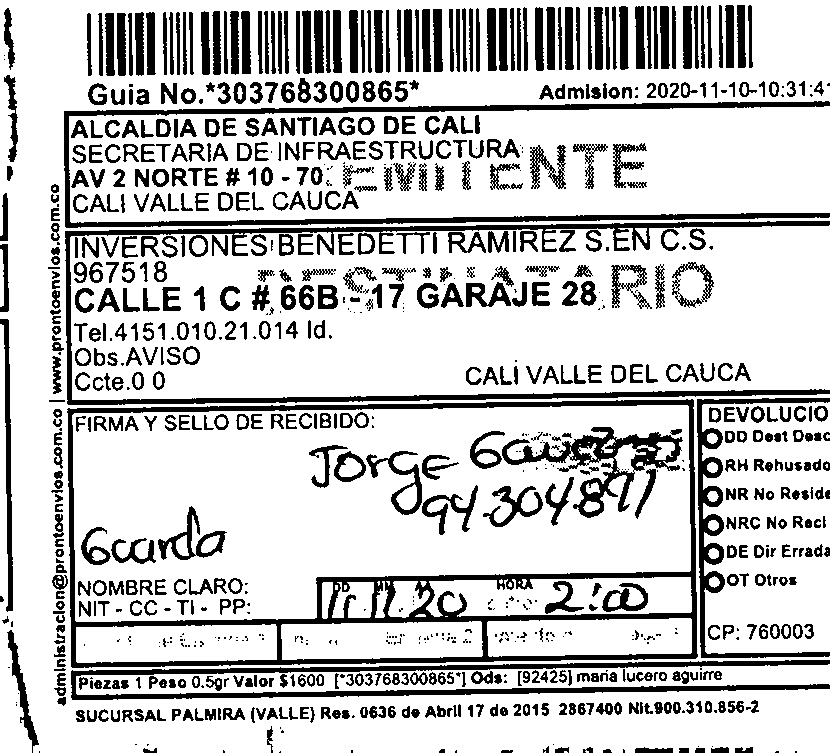 Guia No.*303768300865*
Admision: 2020-11-10-10:31:41
ALCALDIA DE SANTIAGO DE CALI
SECRETARIA DE INFRAESTRUCTURA
AV 2 NORTE # 10 - 70
CALI VALLE DEL CAUCA
REMITENTE
INVERSIONES BENEDETTI RAMIREZ S.EN C.S.
967518
DESTINATARIO
CALLE 1 C # 66B - 17 GARAJE 28
Tel.4151.010.21.014 Id.
Obs.AVISO
Ccte.0 0
CALI VALLE DEL CAUCA
administracion@prontoenvios.com.co | www.prontoenvios.com.co
FIRMA Y SELLO DE RECIBIDO:
Jorge
94.304.871
Guarda
NOMBRE CLARO:
NIT - CC - TI - PP:
DD MM AA HORA
11 11 20 2:00
DEVOLUCIO
DD Dest Desc
RH Rehusado
NR No Reside
NRC No Recl
DE Dir Errada
OT Otros
CP: 760003
Piezas 1 Peso 0.5gr Valor $1600 [*303768300865*] Ods: [92425] maria lucero aguirre
SUCURSAL PALMIRA (VALLE) Res. 0636 de Abril 17 de 2015 2867400 Nit.900.310.856-2